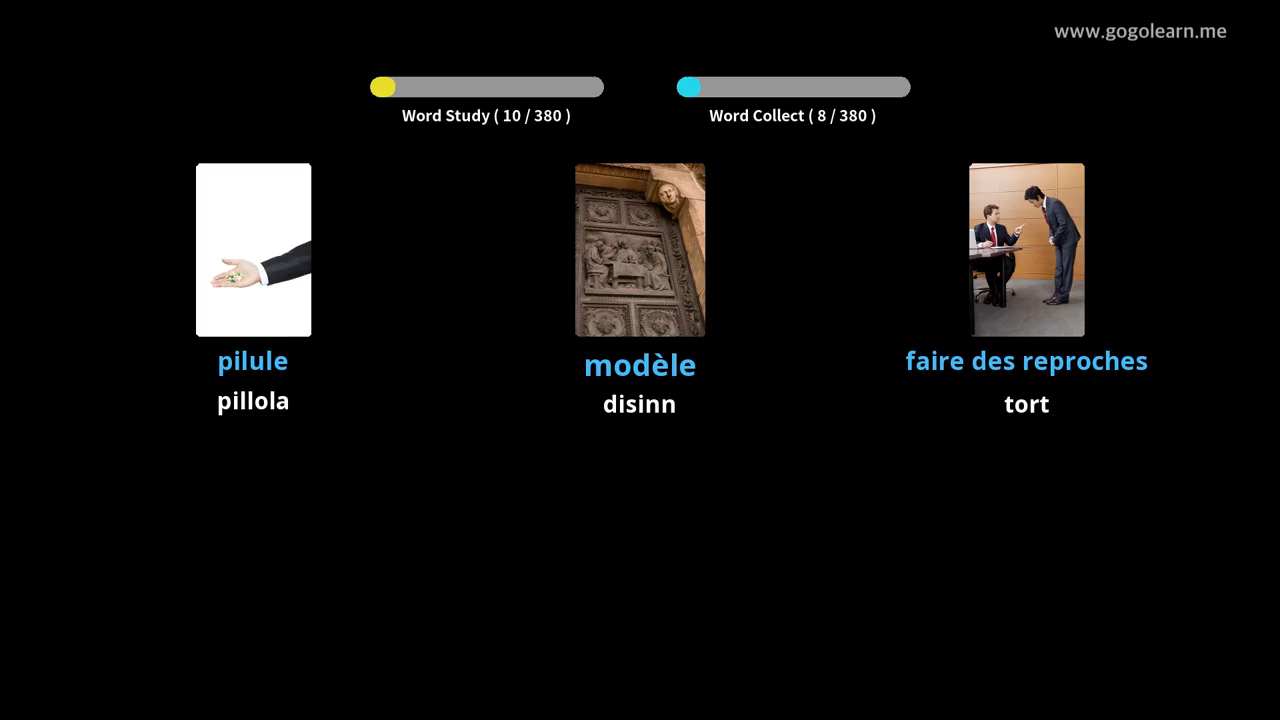 www.gogolearn.me
Word Study ( 10 / 380 )
Word Collect ( 8 / 380 )
pilule
modèle
faire des reproches
pillola
disinn
tort